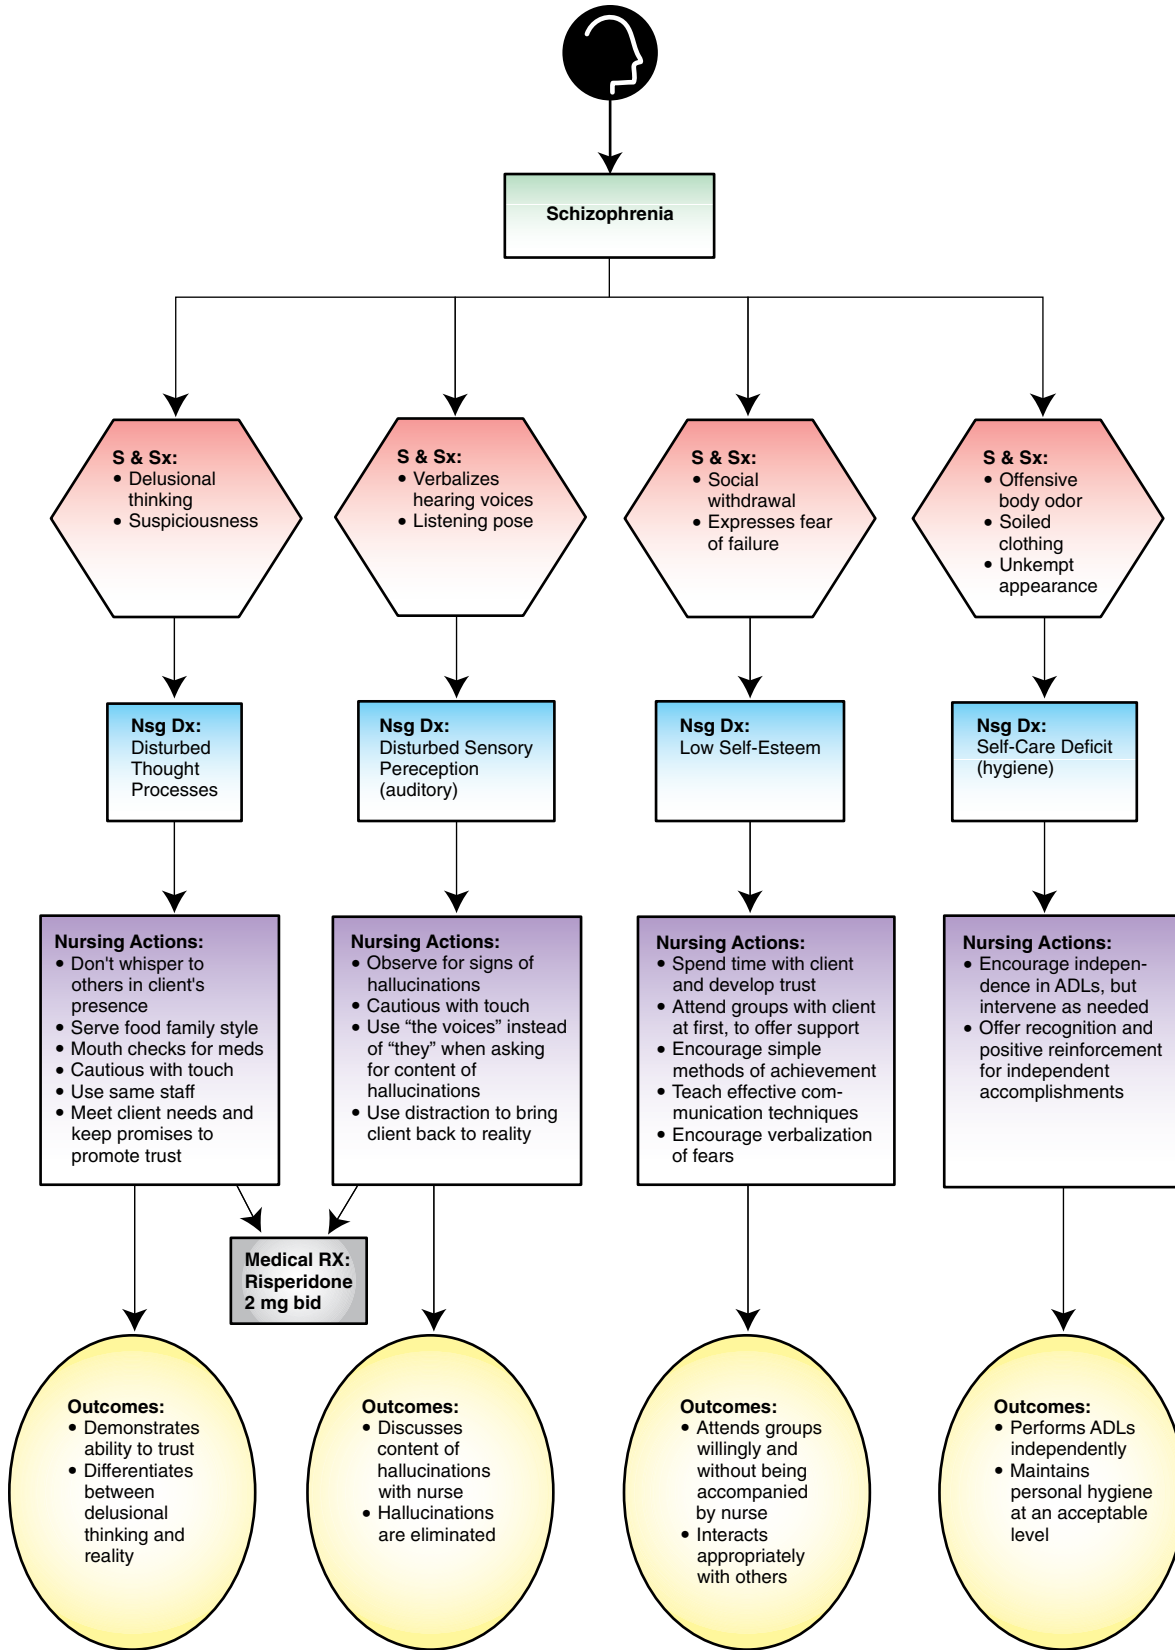 Schizophrenia
S & Sx:
• Delusional
thinking
• Suspiciousness
S & Sx:
• Verbalizes
hearing voices
• Listening pose
S & Sx:
• Social
withdrawal
• Expresses fear
of failure
S & Sx:
• Offensive
body odor
• Soiled
clothing
• Unkempt
appearance
Nsg Dx:
Disturbed
Thought
Processes
Nsg Dx:
Disturbed Sensory
Pereception
(auditory)
Nsg Dx:
Low Self-Esteem
Nsg Dx:
Self-Care Deficit
(hygiene)
Nursing Actions:
• Don't whisper to
others in client's
presence
• Serve food family style
• Mouth checks for meds
• Cautious with touch
• Use same staff
• Meet client needs and
keep promises to
promote trust
Nursing Actions:
• Observe for signs of
hallucinations
• Cautious with touch
• Use “the voices” instead
of “they” when asking
for content of
hallucinations
• Use distraction to bring
client back to reality
Nursing Actions:
• Spend time with client
and develop trust
• Attend groups with client
at first, to offer support
• Encourage simple
methods of achievement
• Teach effective com-
munication techniques
• Encourage verbalization
of fears
Nursing Actions:
• Encourage indepen-
dence in ADLs, but
intervene as needed
• Offer recognition and
positive reinforcement
for independent
accomplishments
Medical RX:
Risperidone
2 mg bid
Outcomes:
• Demonstrates
ability to trust
• Differentiates
between
delusional
thinking and
reality
Outcomes:
• Discusses
content of
hallucinations
with nurse
• Hallucinations
are eliminated
Outcomes:
• Attends groups
willingly and
without being
accompanied
by nurse
• Interacts
appropriately
with others
Outcomes:
• Performs ADLs
independently
• Maintains
personal hygiene
at an acceptable
level